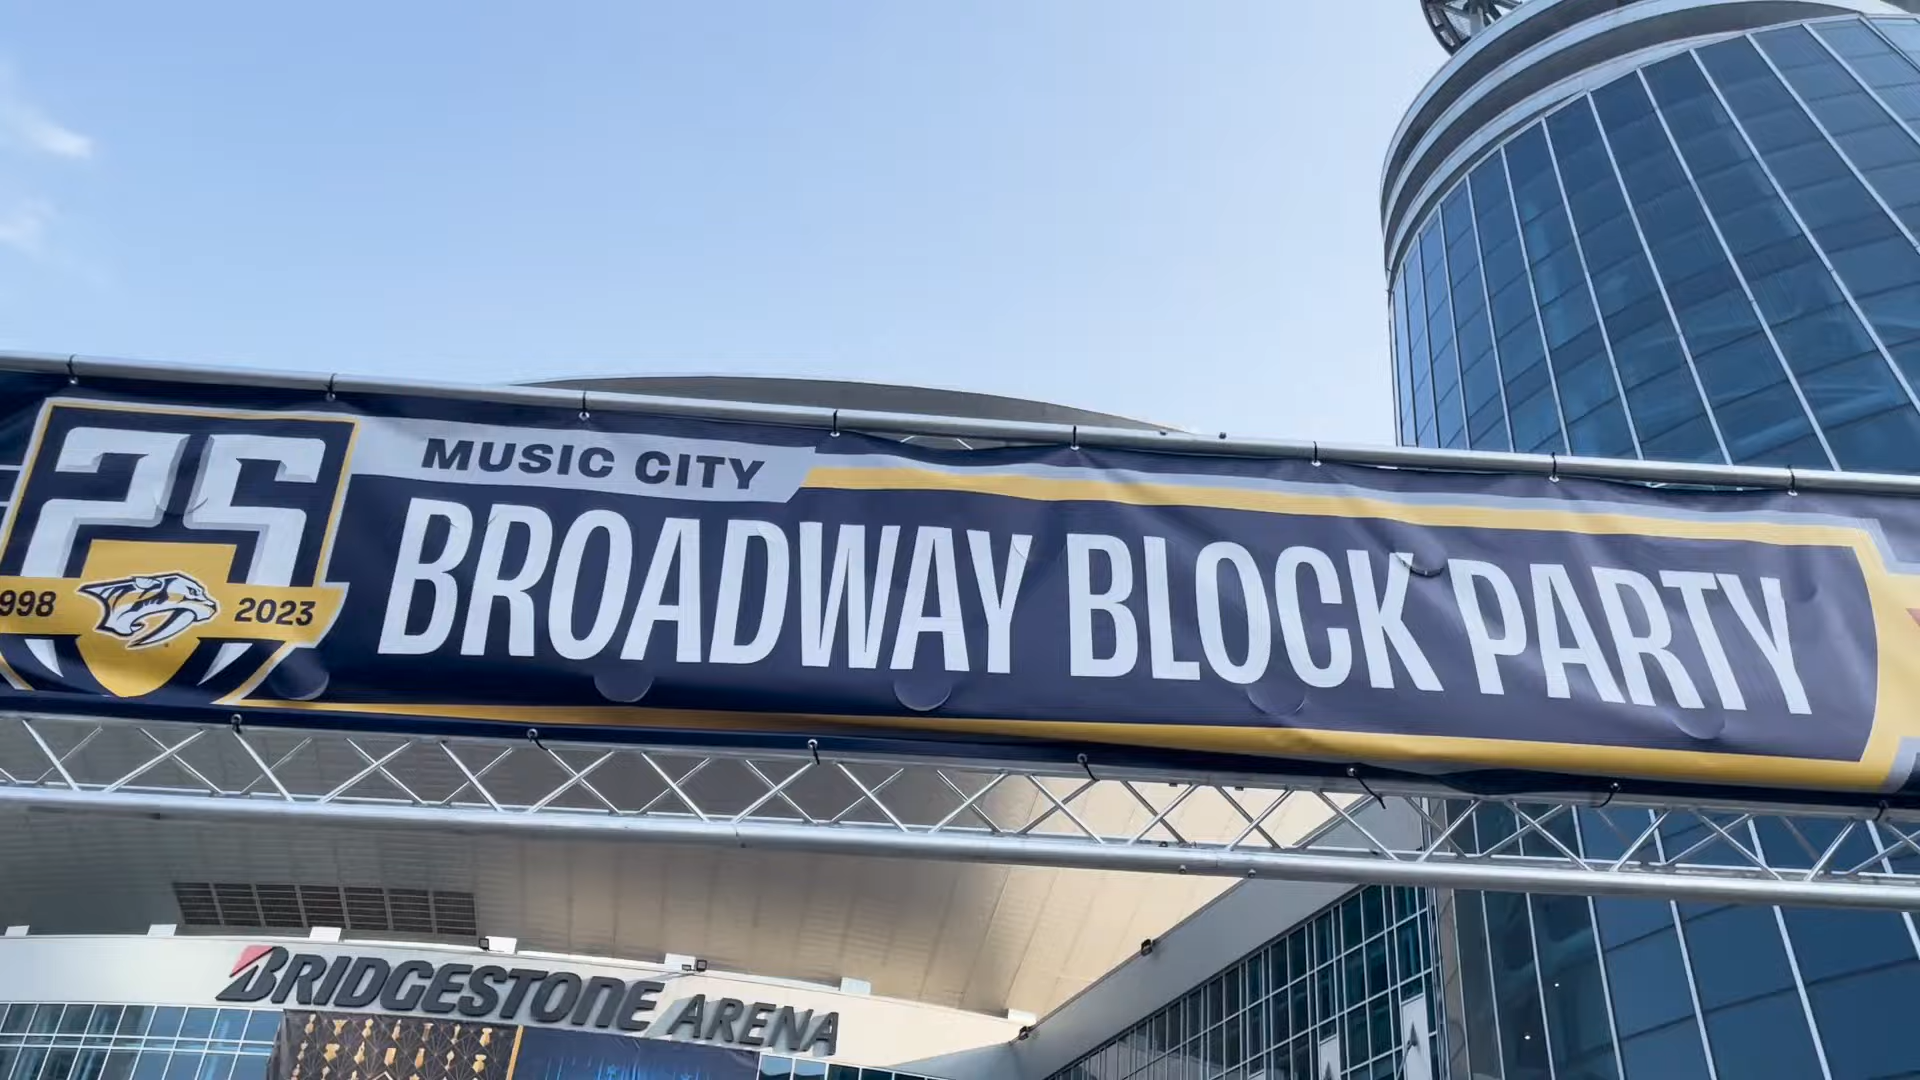 25
998
2023
MUSIC CITY
BROADWAY BLOCK PARTY
BRIDGESTONE ARENA